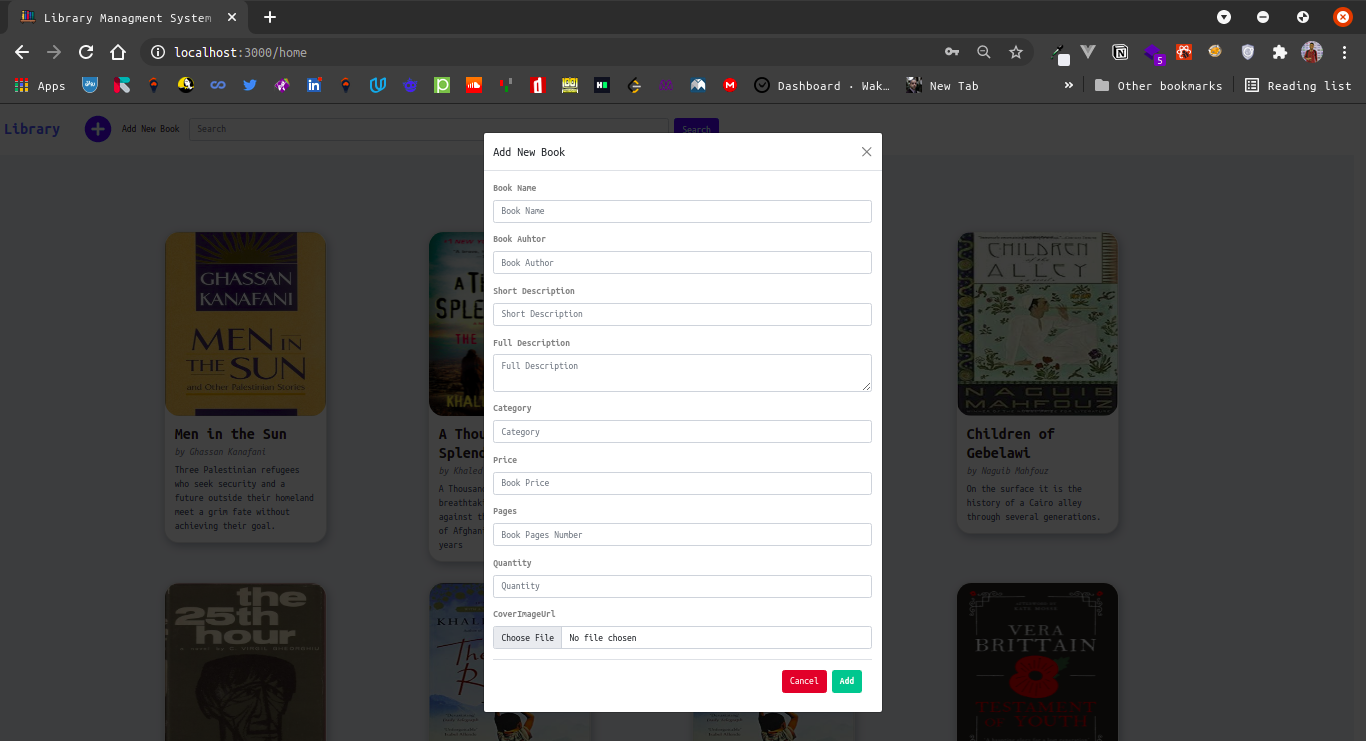 Library Managment System
localhost:3000/home
5
Apps
Dashboard · Wak…
New Tab
»
Other bookmarks
Reading list
Library
Add New Book
Search
Search
Add New Book
Book Name
Book Name
Book Auhtor
Book Author
Short Description
Short Description
Full Description
Full Description
Category
Category
Price
Book Price
Pages
Book Pages Number
Quantity
Quantity
CoverImageUrl
Choose File
No file chosen
Cancel
Add
GHASSAN
KANAFANI
MEN IN
THE SUN
and Other Palestinian Stories
Men in the Sun
by Ghassan Kanafani
Three Palestinian refugees
who seek security and a
future outside their homeland
meet a grim fate without
achieving their goal.
A Thou
Splend
by Khaled
A Thousan
breathtak
against t
of Afghan
years
CHILDREN
of the
ALLEY
NAGUIB
MAHFOUZ
Children of
Gebelawi
by Naguib Mahfouz
On the surface it is the
history of a Cairo alley
through several generations.
the
25th
hour
VERA
BRITTAIN
TESTAMENT
OF YOUTH